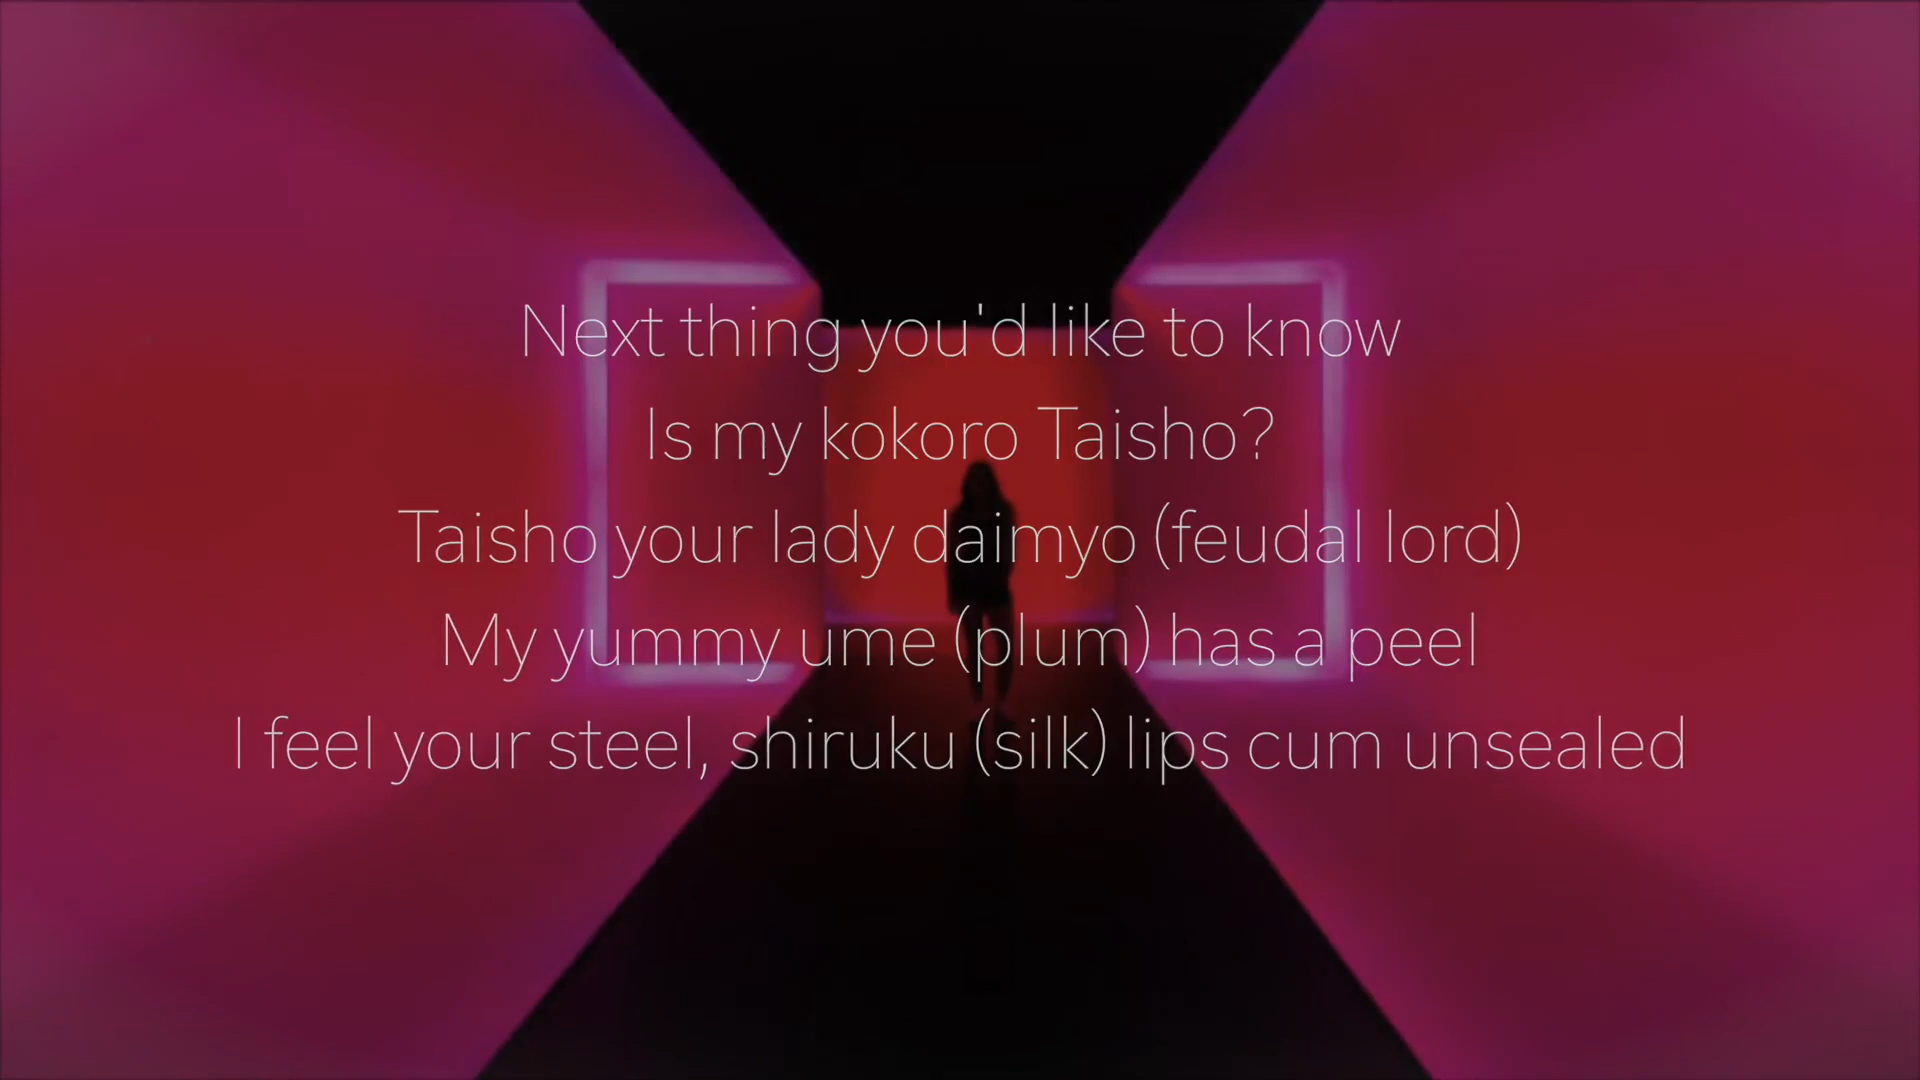 Next thing you'd like to know
Is my kokoro Taisho?
Taisho your lady daimyo (feudal lord)
My yummy ume (plum) has a peel
I feel your steel, shiruku (silk) lips cum unsealed